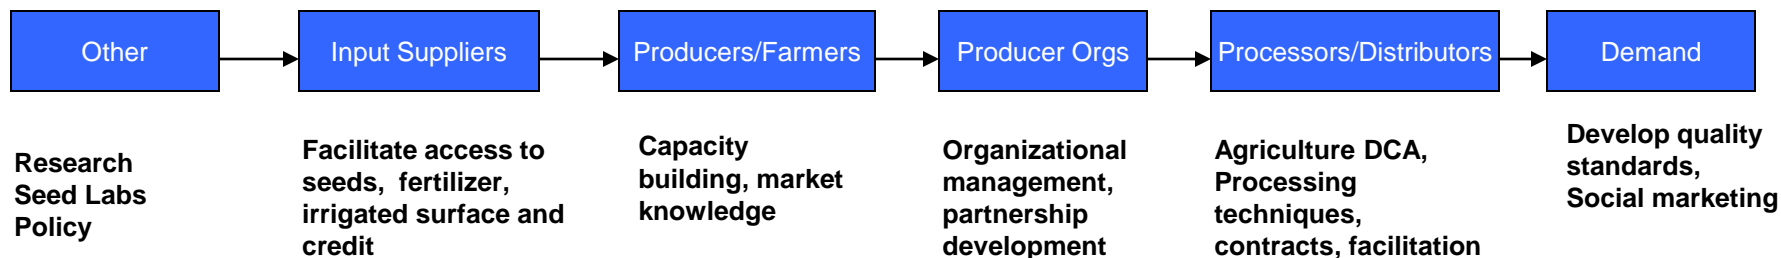 Other
Input Suppliers
Producers/Farmers
Producer Orgs
Processors/Distributors
Demand
Research
Seed Labs
Policy
Facilitate access to
seeds, fertilizer,
irrigated surface and
credit
Capacity
building, market
knowledge
Organizational
management,
partnership
development
Agriculture DCA,
Processing
techniques,
contracts, facilitation
Develop quality
standards,
Social marketing